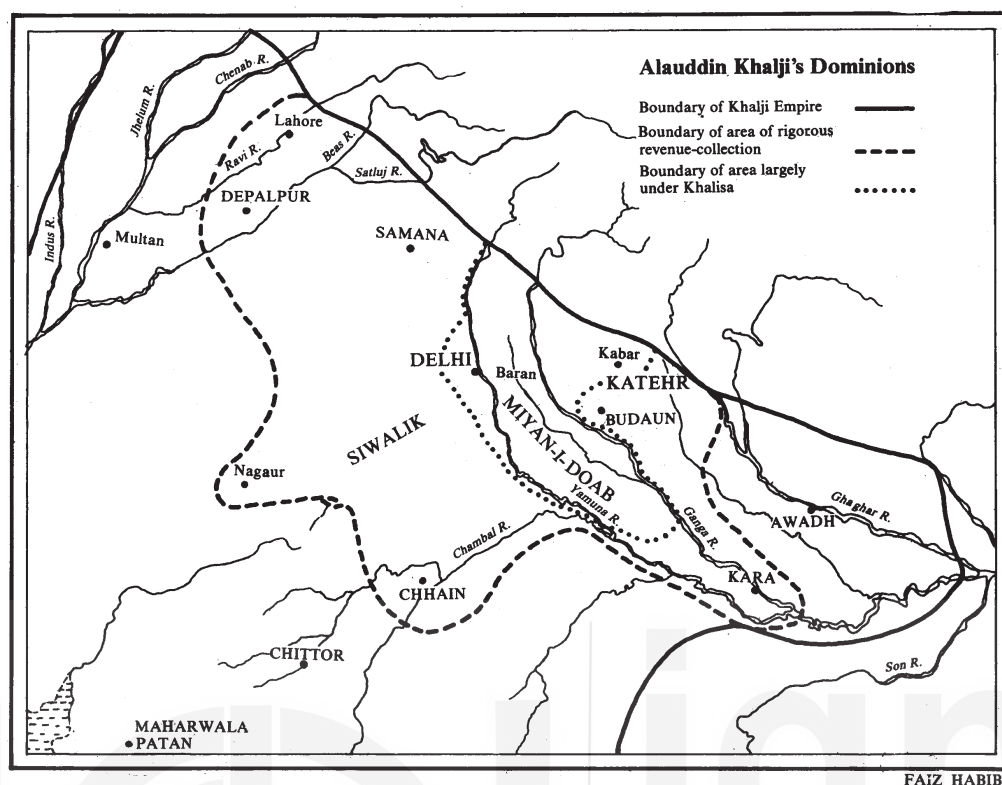 Alauddin Khalji's Dominions
Boundary of Khalji Empire
Boundary of area of rigorous
revenue-collection
Boundary of area largely
under Khalisa
Chenab R.
Jhelum R.
Lahore
Ravi R.
Beas R.
Satluj R.
DEPALPUR
Indus R.
Multan
SAMANA
DELHI
Baran
Kabar
KATEHR
BUDAUN
MIYAN-I-DOAB
SIWALIK
Nagaur
Yamuna R.
Ganga R.
Ghaghar R.
AWADH
Chambal R.
KARA
CHHAIN
CHITTOR
Son R.
MAHARWALA
PATAN
FAIZ HABIB